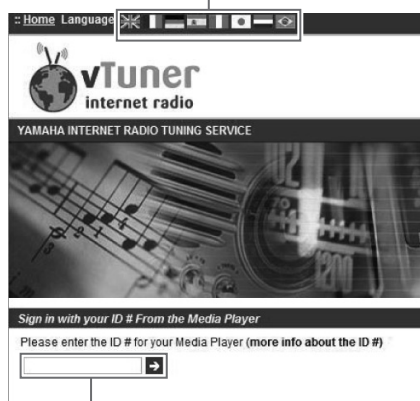 :: Home Language
vTuner
internet radio
YAMAHA INTERNET RADIO TUNING SERVICE
Sign in with your ID # From the Media Player
Please enter the ID # for your Media Player (more info about the ID #)